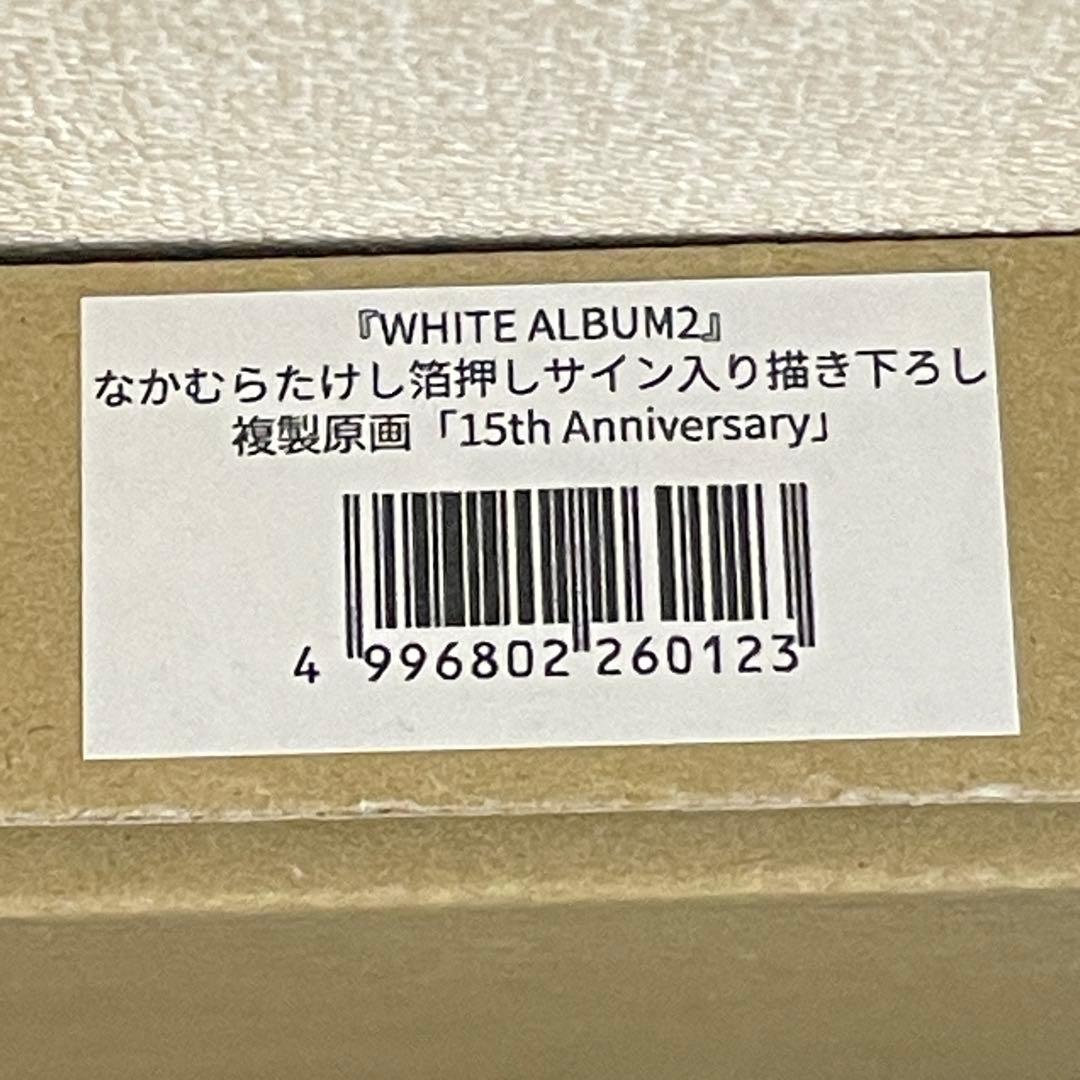 『WHITE ALBUM2』
なかむらたけし箔押しサイン入り描き下ろし
複製原画「15th Anniversary」
4 996802 260123